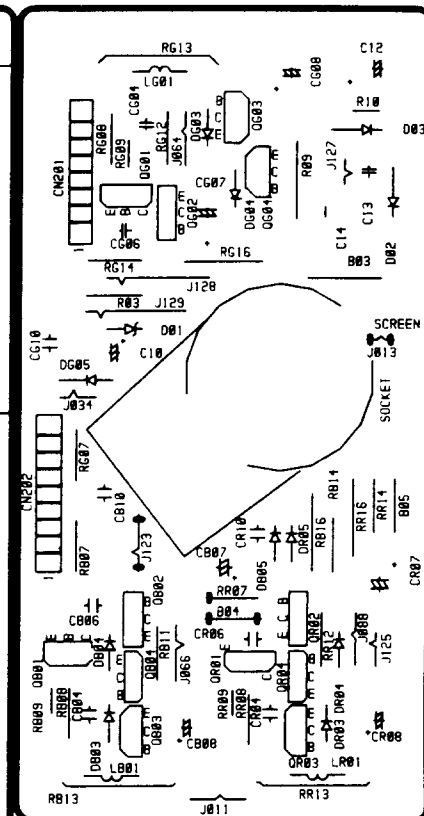 RG13
LG01
CG08
C12
CG04
RG08
RG09
RG12
J064
DG03
QG03
B
C
E
R10
D03
QG01
J127
R09
CN201
CG07
DG04
QG04
E
C
B
E
B
C
QG02
E
C
B
CG06
C14
C13
D02
1
RG14
RG16
B03
J128
R03
J129
D01
CG10
C10
SCREEN
J013
DG05
J034
SOCKET
RG07
CN202
CB10
RB14
RB16
RR16
RR14
B05
CR10
DR05
RB07
J123
CB07
DB05
CR07
1
RR07
B04
CB06
QB02
B
C
E
CR06
QR02
B
C
E
J088
J125
QB01
E
B
C
DB04
QB04
E
C
B
RB11
J066
QR01
E
C
QR04
E
C
B
RR12
DR04
RB09
RB08
CB04
RR09
RR08
CR04
DB03
QB03
E
C
B
CB08
QR03
E
C
B
DR03
CR08
LB01
LR01
RB13
RR13
J011